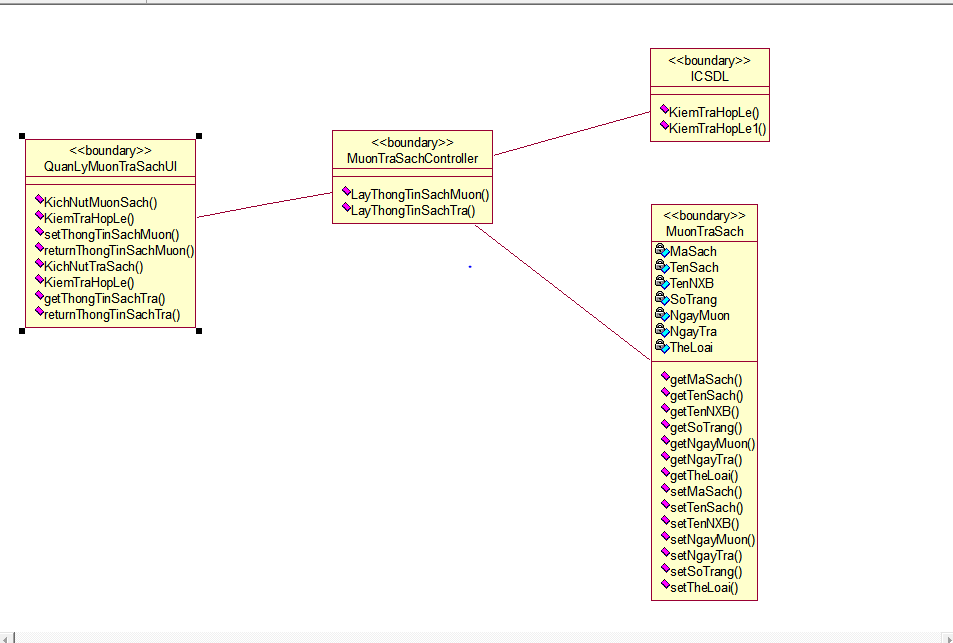 <<boundary>>
QuanLyMuonTraSachUI
KichNutMuonSach()
KiemTraHopLe()
setThongTinSachMuon()
returnThongTinSachMuon()
KichNutTraSach()
KiemTraHopLe()
getThongTinSachTra()
returnThongTinSachTra()
<<boundary>>
MuonTraSachController
LayThongTinSachMuon()
LayThongTinSachTra()
<<boundary>>
ICSDL
KiemTraHopLe()
KiemTraHopLe1()
<<boundary>>
MuonTraSach
MaSach
TenSach
TenNXB
SoTrang
NgayMuon
NgayTra
TheLoai
getMaSach()
getTenSach()
getTenNXB()
getSoTrang()
getNgayMuon()
getNgayTra()
getTheLoai()
setMaSach()
setTenSach()
setTenNXB()
setNgayMuon()
setNgayTra()
setSoTrang()
setTheLoai()